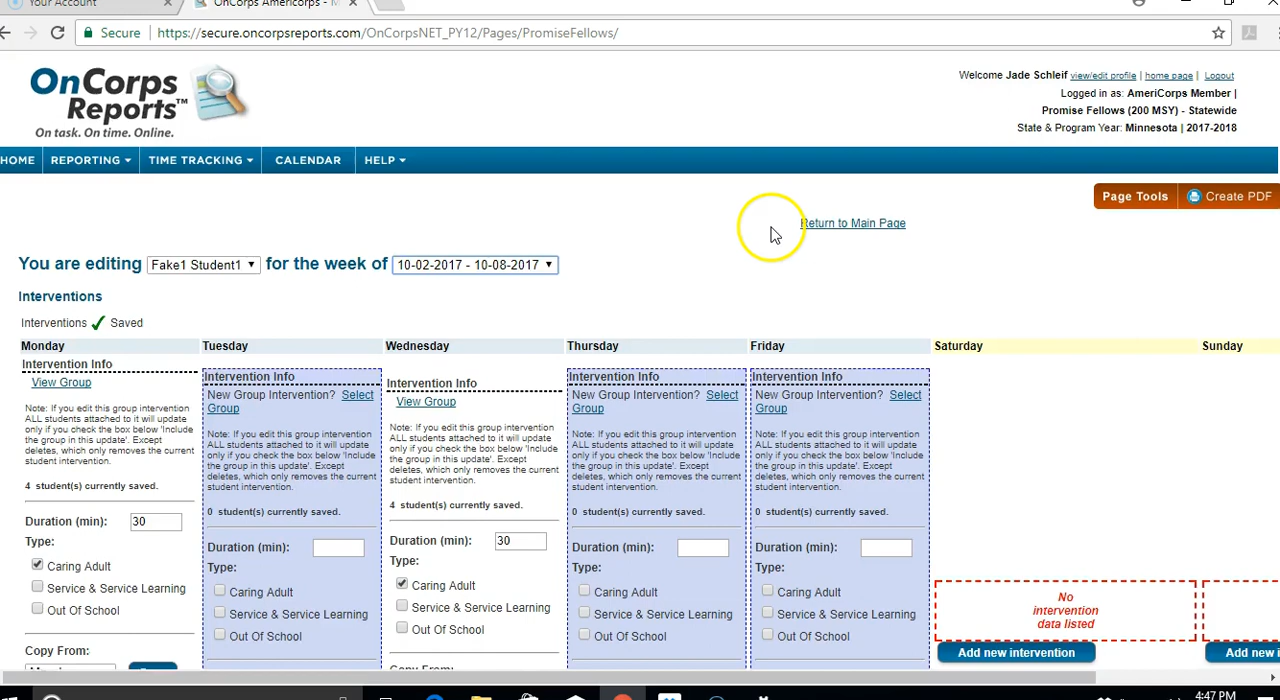 Your Account
OnCorps Americorps - M
Secure https://secure.oncorpsreports.com/OnCorpsNET_PY12/Pages/PromiseFellows/
OnCorps
Reports™
On task. On time. Online.
Welcome Jade Schleif view/edit profile | home page | Logout
Logged in as: AmeriCorps Member |
Promise Fellows (200 MSY) - Statewide
State & Program Year: Minnesota | 2017-2018
HOME REPORTING TIME TRACKING CALENDAR HELP
Page Tools Create PDF
Return to Main Page
You are editing Fake1 Student1 for the week of 10-02-2017 - 10-08-2017
Interventions
Interventions Saved
Monday Tuesday Wednesday Thursday Friday Saturday Sunday
Intervention Info
View Group
Note: If you edit this group intervention
ALL students attached to it will update
only if you check the box below 'Include
the group in this update'. Except
deletes, which only removes the current
student intervention.
4 student(s) currently saved.
Duration (min): 30
Type:
Caring Adult
Service & Service Learning
Out Of School
Copy From:
Intervention Info
New Group Intervention? Select
Group
Note: If you edit this group intervention
ALL students attached to it will update
only if you check the box below 'Include
the group in this update'. Except
deletes, which only removes the current
student intervention.
0 student(s) currently saved.
Duration (min):
Type:
Caring Adult
Service & Service Learning
Out Of School
Intervention Info
View Group
Note: If you edit this group intervention
ALL students attached to it will update
only if you check the box below 'Include
the group in this update'. Except
deletes, which only removes the current
student intervention.
4 student(s) currently saved.
Duration (min): 30
Type:
Caring Adult
Service & Service Learning
Out Of School
Intervention Info
New Group Intervention? Select
Group
Note: If you edit this group intervention
ALL students attached to it will update
only if you check the box below 'Include
the group in this update'. Except
deletes, which only removes the current
student intervention.
0 student(s) currently saved.
Duration (min):
Type:
Caring Adult
Service & Service Learning
Out Of School
Intervention Info
New Group Intervention? Select
Group
Note: If you edit this group intervention
ALL students attached to it will update
only if you check the box below 'Include
the group in this update'. Except
deletes, which only removes the current
student intervention.
0 student(s) currently saved.
Duration (min):
Type:
Caring Adult
Service & Service Learning
Out Of School
No
intervention
data listed
Add new intervention
Add new i
4:47 PM